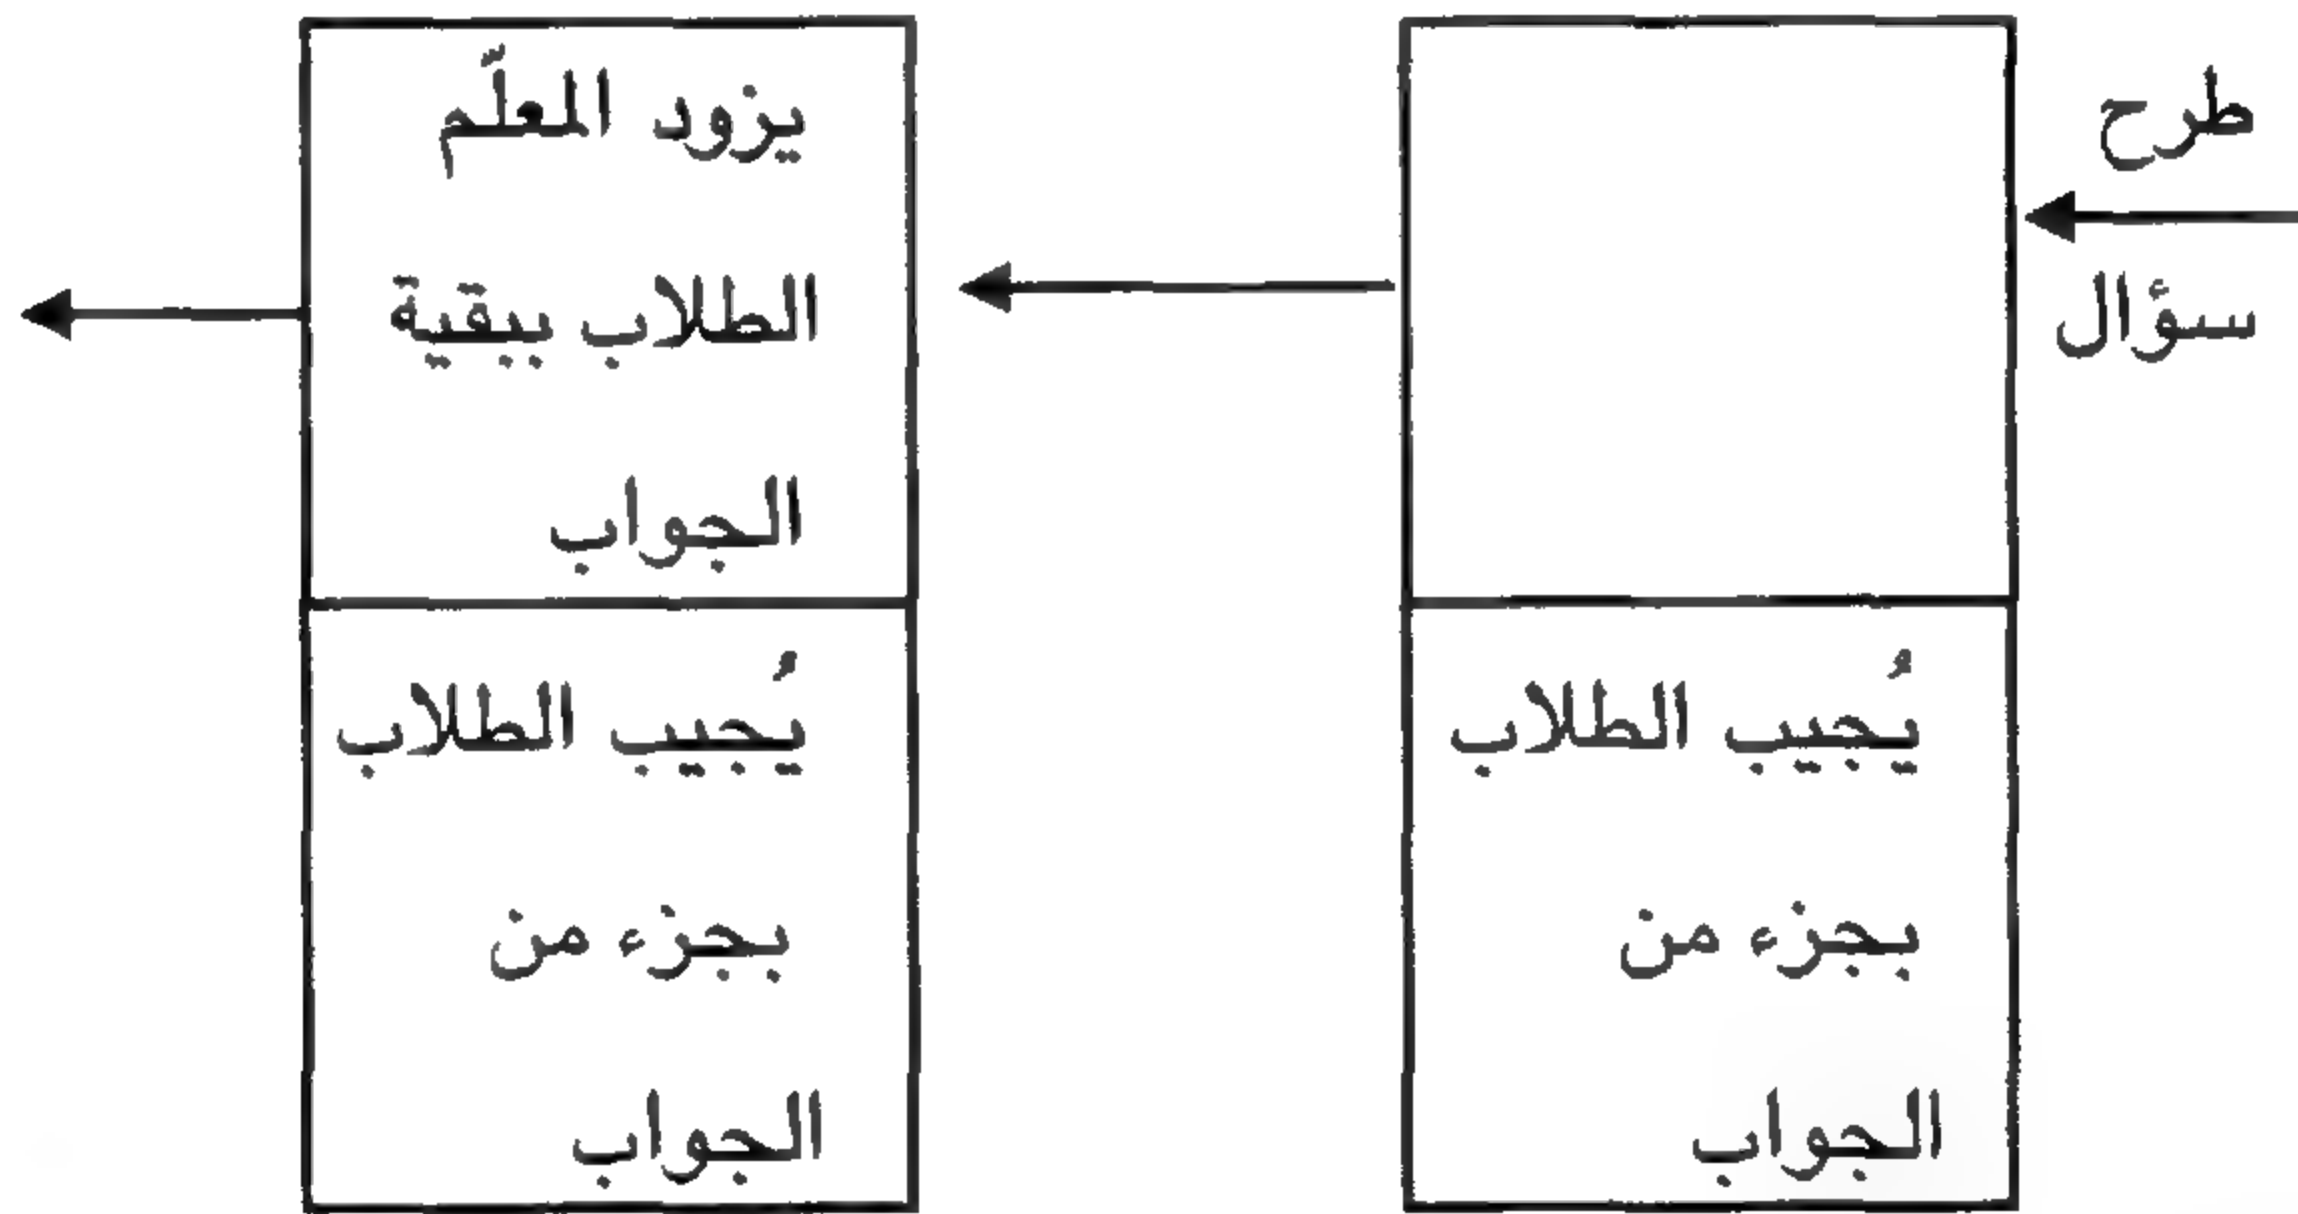 طرح
سؤال
يُجيب الطلاب
بجزء من
الجواب
يزود المعلّم
الطلاب ببقية
الجواب
يُجيب الطلاب
بجزء من
الجواب